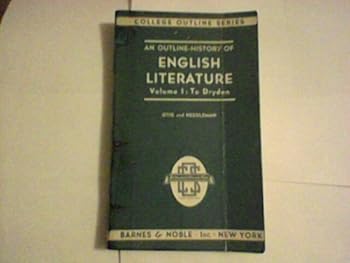 COLLEGE OUTLINE SERIES
AN OUTLINE-HISTORY OF
ENGLISH
LITERATURE
Volume 1: To Dryden
OTIS and NEEDLEMAN
BARNES & NOBLE · Inc · NEW YORK